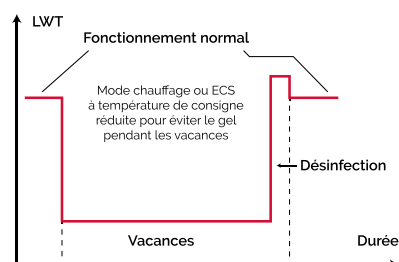 LWT
Fonctionnement normal
Mode chauffage ou ECS
à température de consigne
réduite pour éviter le gel
pendant les vacances
Désinfection
Vacances
Durée